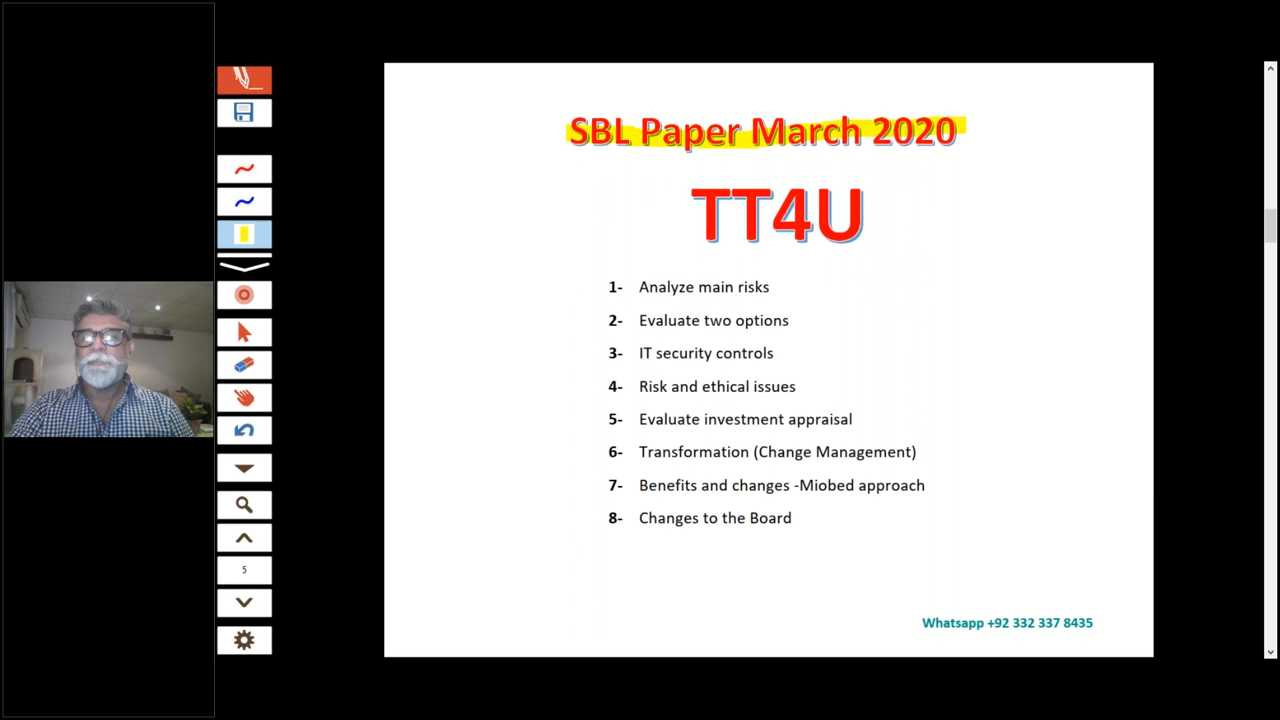 SBL Paper March 2020
TT4U
1- Analyze main risks
2- Evaluate two options
3- IT security controls
4- Risk and ethical issues
5- Evaluate investment appraisal
6- Transformation (Change Management)
7- Benefits and changes -Miobed approach
8- Changes to the Board
5
Whatsapp +92 332 337 8435